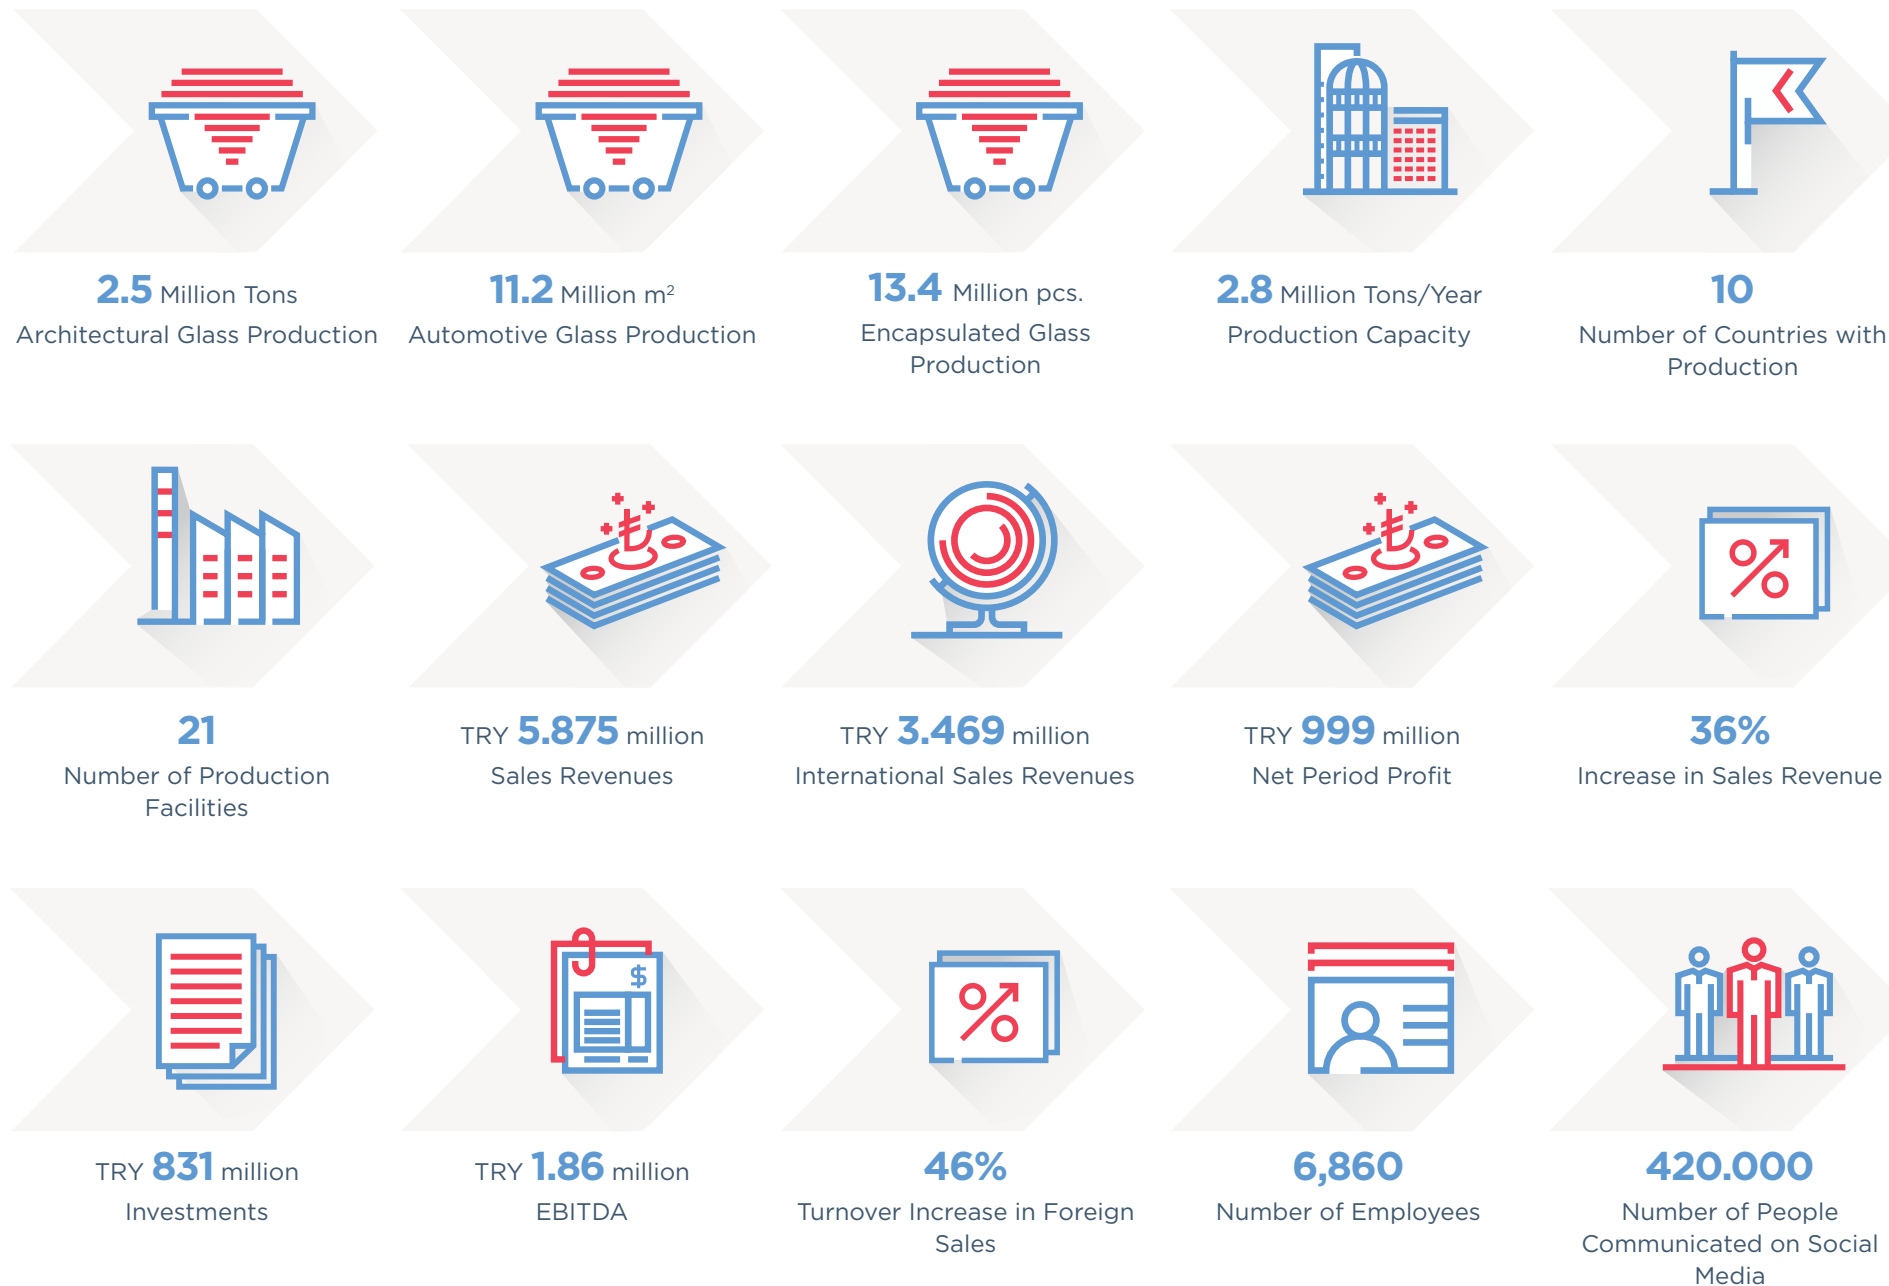 2.5 Million Tons
Architectural Glass Production
11.2 Million m²
Automotive Glass Production
13.4 Million pcs.
Encapsulated Glass
Production
2.8 Million Tons/Year
Production Capacity
10
Number of Countries with
Production
21
Number of Production
Facilities
TRY 5.875 million
Sales Revenues
TRY 3.469 million
International Sales Revenues
TRY 999 million
Net Period Profit
36%
Increase in Sales Revenue
TRY 831 million
Investments
TRY 1.86 million
EBITDA
46%
Turnover Increase in Foreign
Sales
6,860
Number of Employees
420.000
Number of People
Communicated on Social
Media